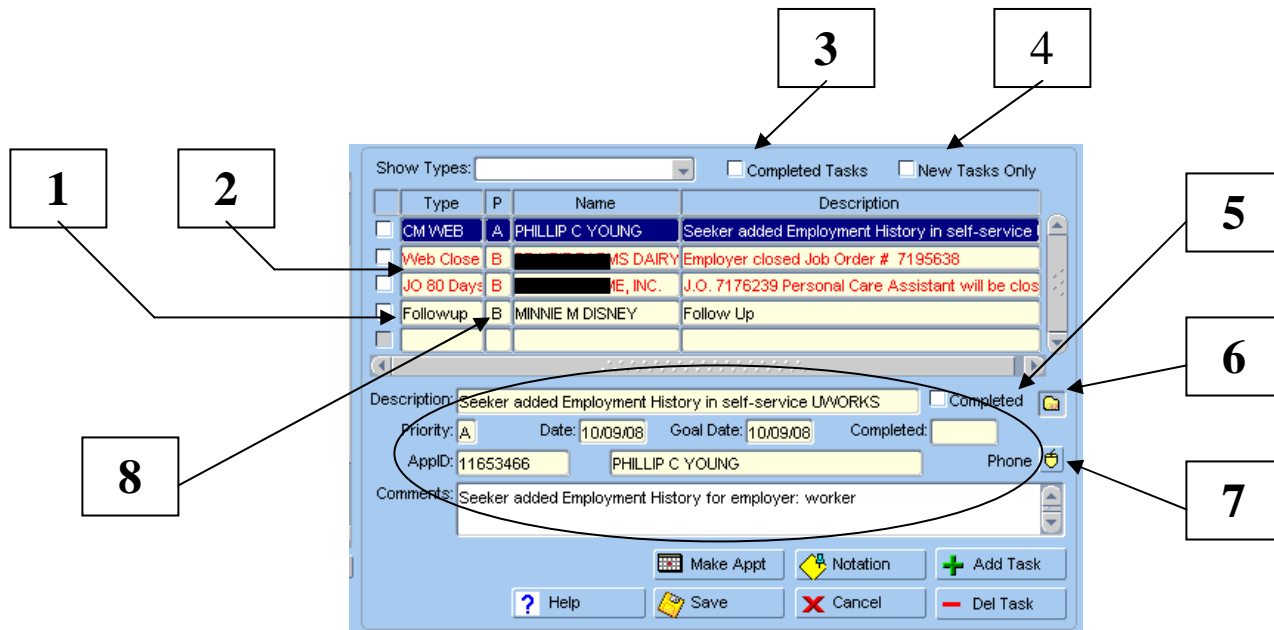 3 4
1 2 5
6
7
8
Show Types: Completed Tasks New Tasks Only
Type P Name Description
CM WEB A PHILLIP C YOUNG Seeker added Employment History in self-service
Web Close B MS DAIRY Employer closed Job Order # 7195638
JO 80 Days B ME, INC. J.O. 7176239 Personal Care Assistant will be clos
Followup B MINNIE M DISNEY Follow Up
Description: Seeker added Employment History in self-service UWORKS Completed
Priority: A Date: 10/09/08 Goal Date: 10/09/08 Completed:
AppID: 11653466 PHILLIP C YOUNG Phone
Comments: Seeker added Employment History for employer: worker
Make Appt Notation Add Task
? Help Save Cancel Del Task